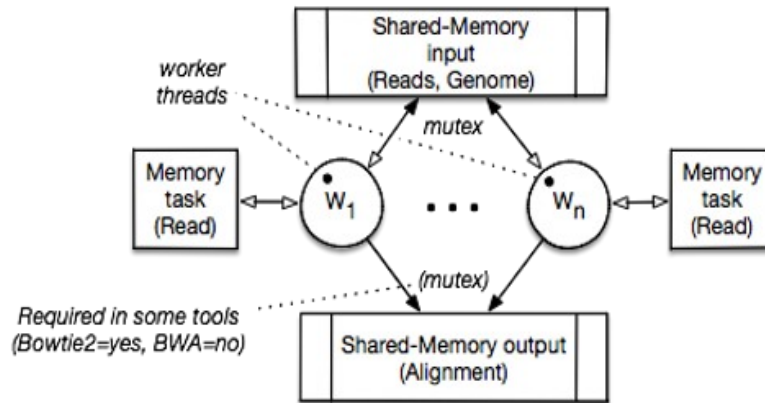 Shared-Memory
input
(Reads, Genome)
worker
threads
mutex
Memory
task
(Read)
W1
...
Wn
Memory
task
(Read)
(mutex)
Required in some tools
(Bowtie2=yes, BWA=no)
Shared-Memory output
(Alignment)